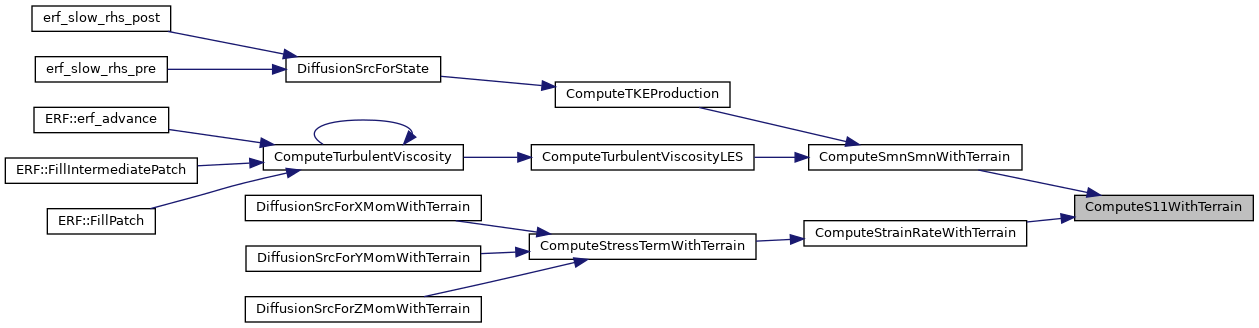 erf_slow_rhs_post
erf_slow_rhs_pre
DiffusionSrcForState
ComputeTKEProduction
ERF::erf_advance
ComputeTurbulentViscosity
ComputeTurbulentViscosityLES
ComputeSmnSmnWithTerrain
ERF::FillIntermediatePatch
ERF::FillPatch
DiffusionSrcForXMomWithTerrain
ComputeS11WithTerrain
ComputeStrainRateWithTerrain
ComputeStressTermWithTerrain
DiffusionSrcForYMomWithTerrain
DiffusionSrcForZMomWithTerrain